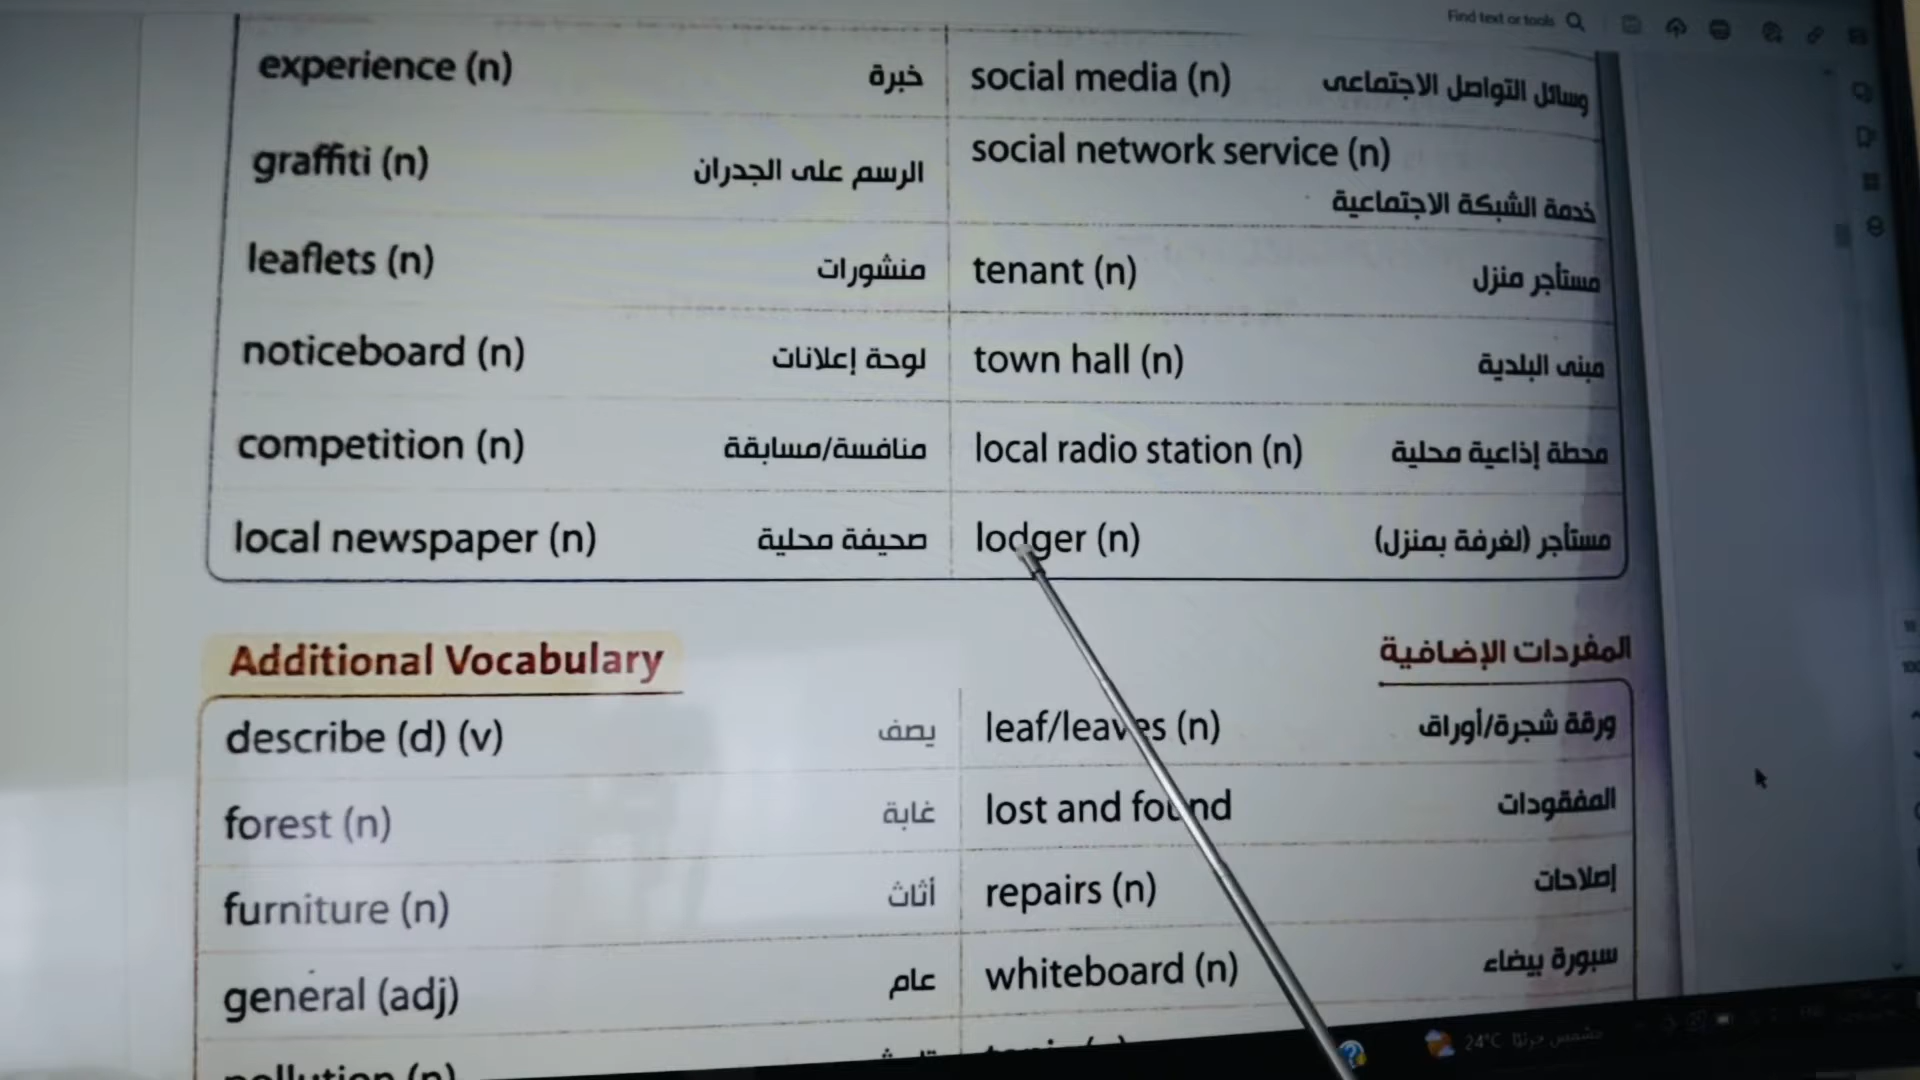 Find text or tools
experience (n) خبرة social media (n) وسائل التواصل الاجتماعى
graffiti (n) الرسم على الجدران social network service (n)
خدمة الشبكة الاجتماعية
leaflets (n) منشورات tenant (n) مستأجر منزل
noticeboard (n) لوحة إعلانات town hall (n) مبنى البلدية
competition (n) منافسة/مسابقة local radio station (n) محطة إذاعية محلية
local newspaper (n) صحيفة محلية lodger (n) مستأجر (لغرفة بمنزل)
Additional Vocabulary المفردات الإضافية
describe (d) (v) يصف leaf/leaves (n) ورقة شجرة/أوراق
forest (n) غابة lost and found المفقودات
furniture (n) أثاث repairs (n) إصلاحات
general (adj) عام whiteboard (n) سبورة بيضاء
pollution (n)
24°C مشمس جزئيًا